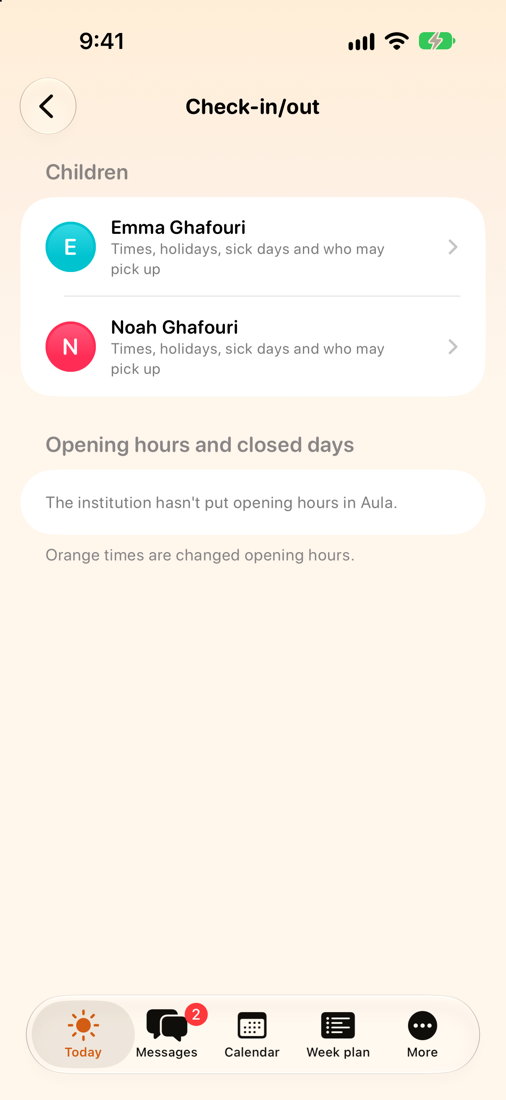 9:41
Check-in/out
Children
E
Emma Ghafouri
Times, holidays, sick days and who may
pick up
N
Noah Ghafouri
Times, holidays, sick days and who may
pick up
Opening hours and closed days
The institution hasn't put opening hours in Aula.
Orange times are changed opening hours.
2
Today Messages Calendar Week plan More